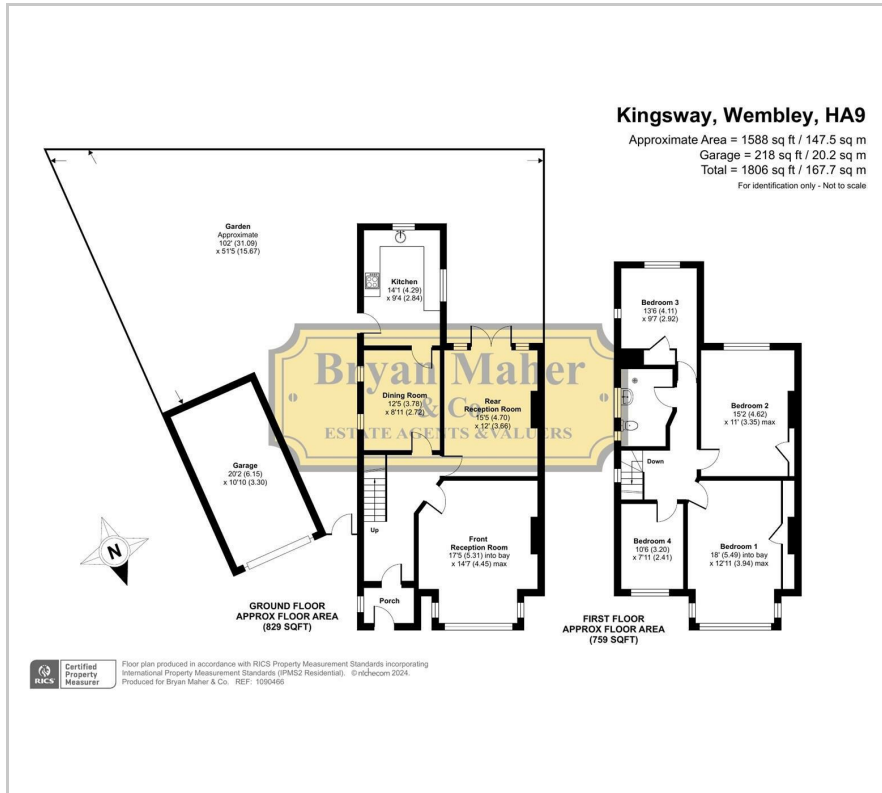 Kingsway, Wembley, HA9
Approximate Area = 1588 sq ft / 147.5 sq m
Garage = 218 sq ft / 20.2 sq m
Total = 1806 sq ft / 167.7 sq m
For identification only - Not to scale
Garden
Approximate
102' (31.09)
x 51'5 (15.67)
Kitchen
14'1 (4.29)
x 9'4 (2.84)
Bryan Maher
& Co.
ESTATE AGENTS & VALUERS
Dining Room
12'5 (3.78)
x 8'11 (2.72)
Rear
Reception Room
15'5 (4.70)
x 12' (3.66)
Garage
20'2 (6.15)
x 10'10 (3.30)
Up
Front
Reception Room
17'5 (5.31) into bay
x 14'7 (4.45) max
Porch
N
GROUND FLOOR
APPROX FLOOR AREA
(829 SQFT)
Bedroom 3
13'6 (4.11)
x 9'7 (2.92)
Bedroom 2
15'2 (4.62)
x 11' (3.35) max
Down
Bedroom 4
10'6 (3.20)
x 7'11 (2.41)
Bedroom 1
18' (5.49) into bay
x 12'11 (3.94) max
FIRST FLOOR
APPROX FLOOR AREA
(759 SQFT)
RICS
Certified
Property
Measurer
Floor plan produced in accordance with RICS Property Measurement Standards incorporating
International Property Measurement Standards (IPMS2 Residential). © nichecom 2024.
Produced for Bryan Maher & Co. REF: 1090466